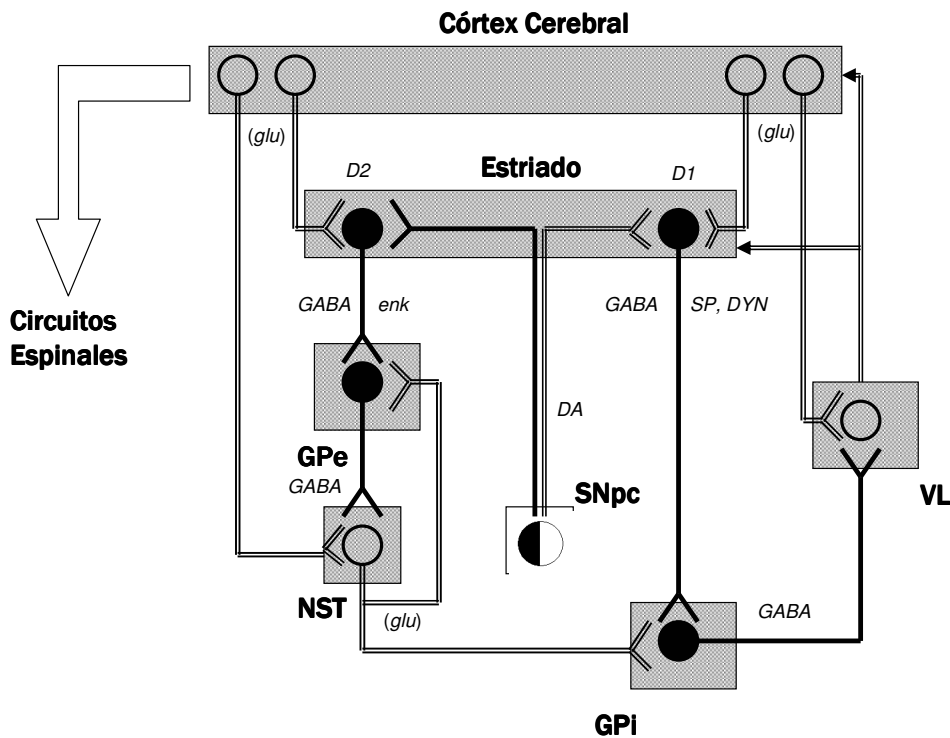 Córtex Cerebral
(glu)
(glu)
D2
Estriado
D1
GABA
enk
GABA
SP, DYN
Circuitos
Espinales
DA
GPe
GABA
SNpc
VL
NST
(glu)
GABA
GPi